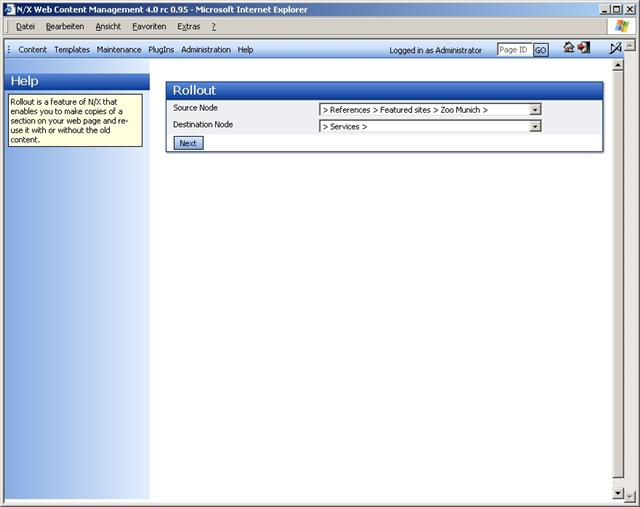 N/X Web Content Management 4.0 rc 0.95 - Microsoft Internet Explorer
Datei Bearbeiten Ansicht Favoriten Extras ?
Content Templates Maintenance PlugIns Administration Help Logged in as Administrator Page ID GO
Help
Rollout is a feature of N/X that
enables you to make copies of a
section on your web page and re-
use it with or without the old
content.
Rollout
Source Node > References > Featured sites > Zoo Munich >
Destination Node > Services >
Next